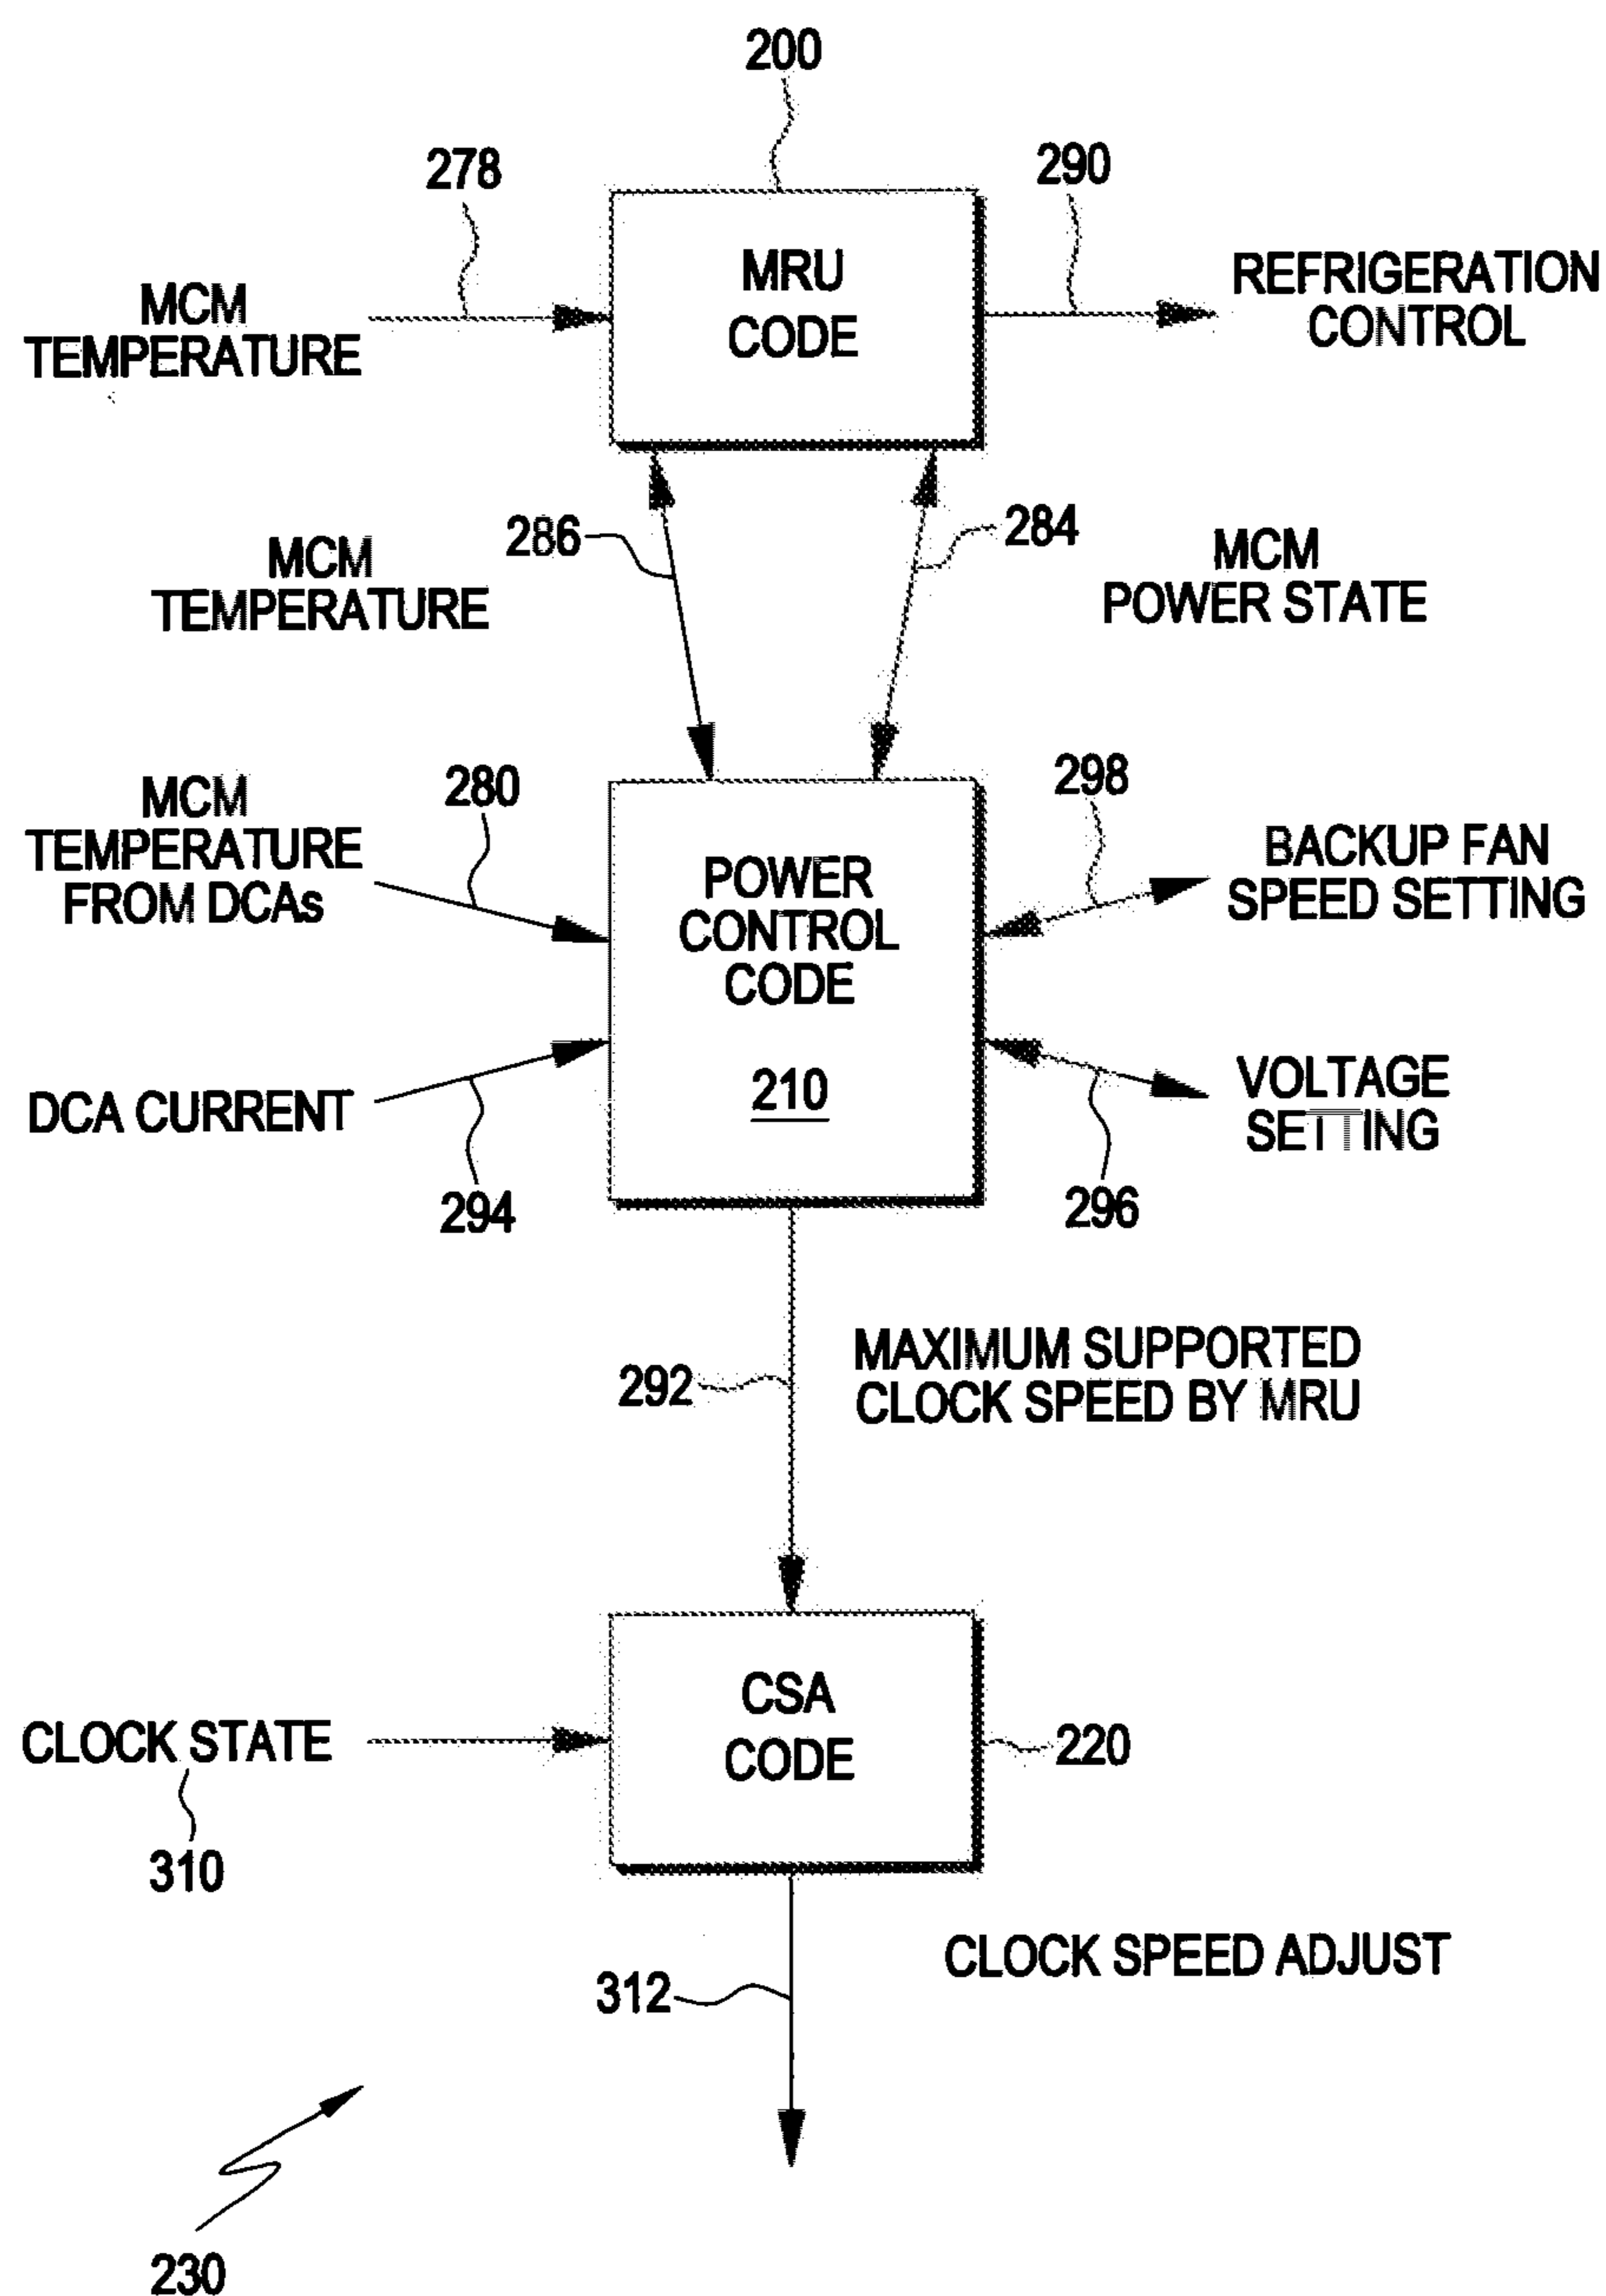 200
278
290
MRU
CODE
MCM
TEMPERATURE
REFRIGERATION
CONTROL
286
284
MCM
TEMPERATURE
MCM
POWER STATE
MCM
TEMPERATURE
FROM DCAs
280
298
BACKUP FAN
SPEED SETTING
POWER
CONTROL
CODE
210
DCA CURRENT
294
VOLTAGE
SETTING
296
292
MAXIMUM SUPPORTED
CLOCK SPEED BY MRU
CSA
CODE
CLOCK STATE
310
220
312
CLOCK SPEED ADJUST
230